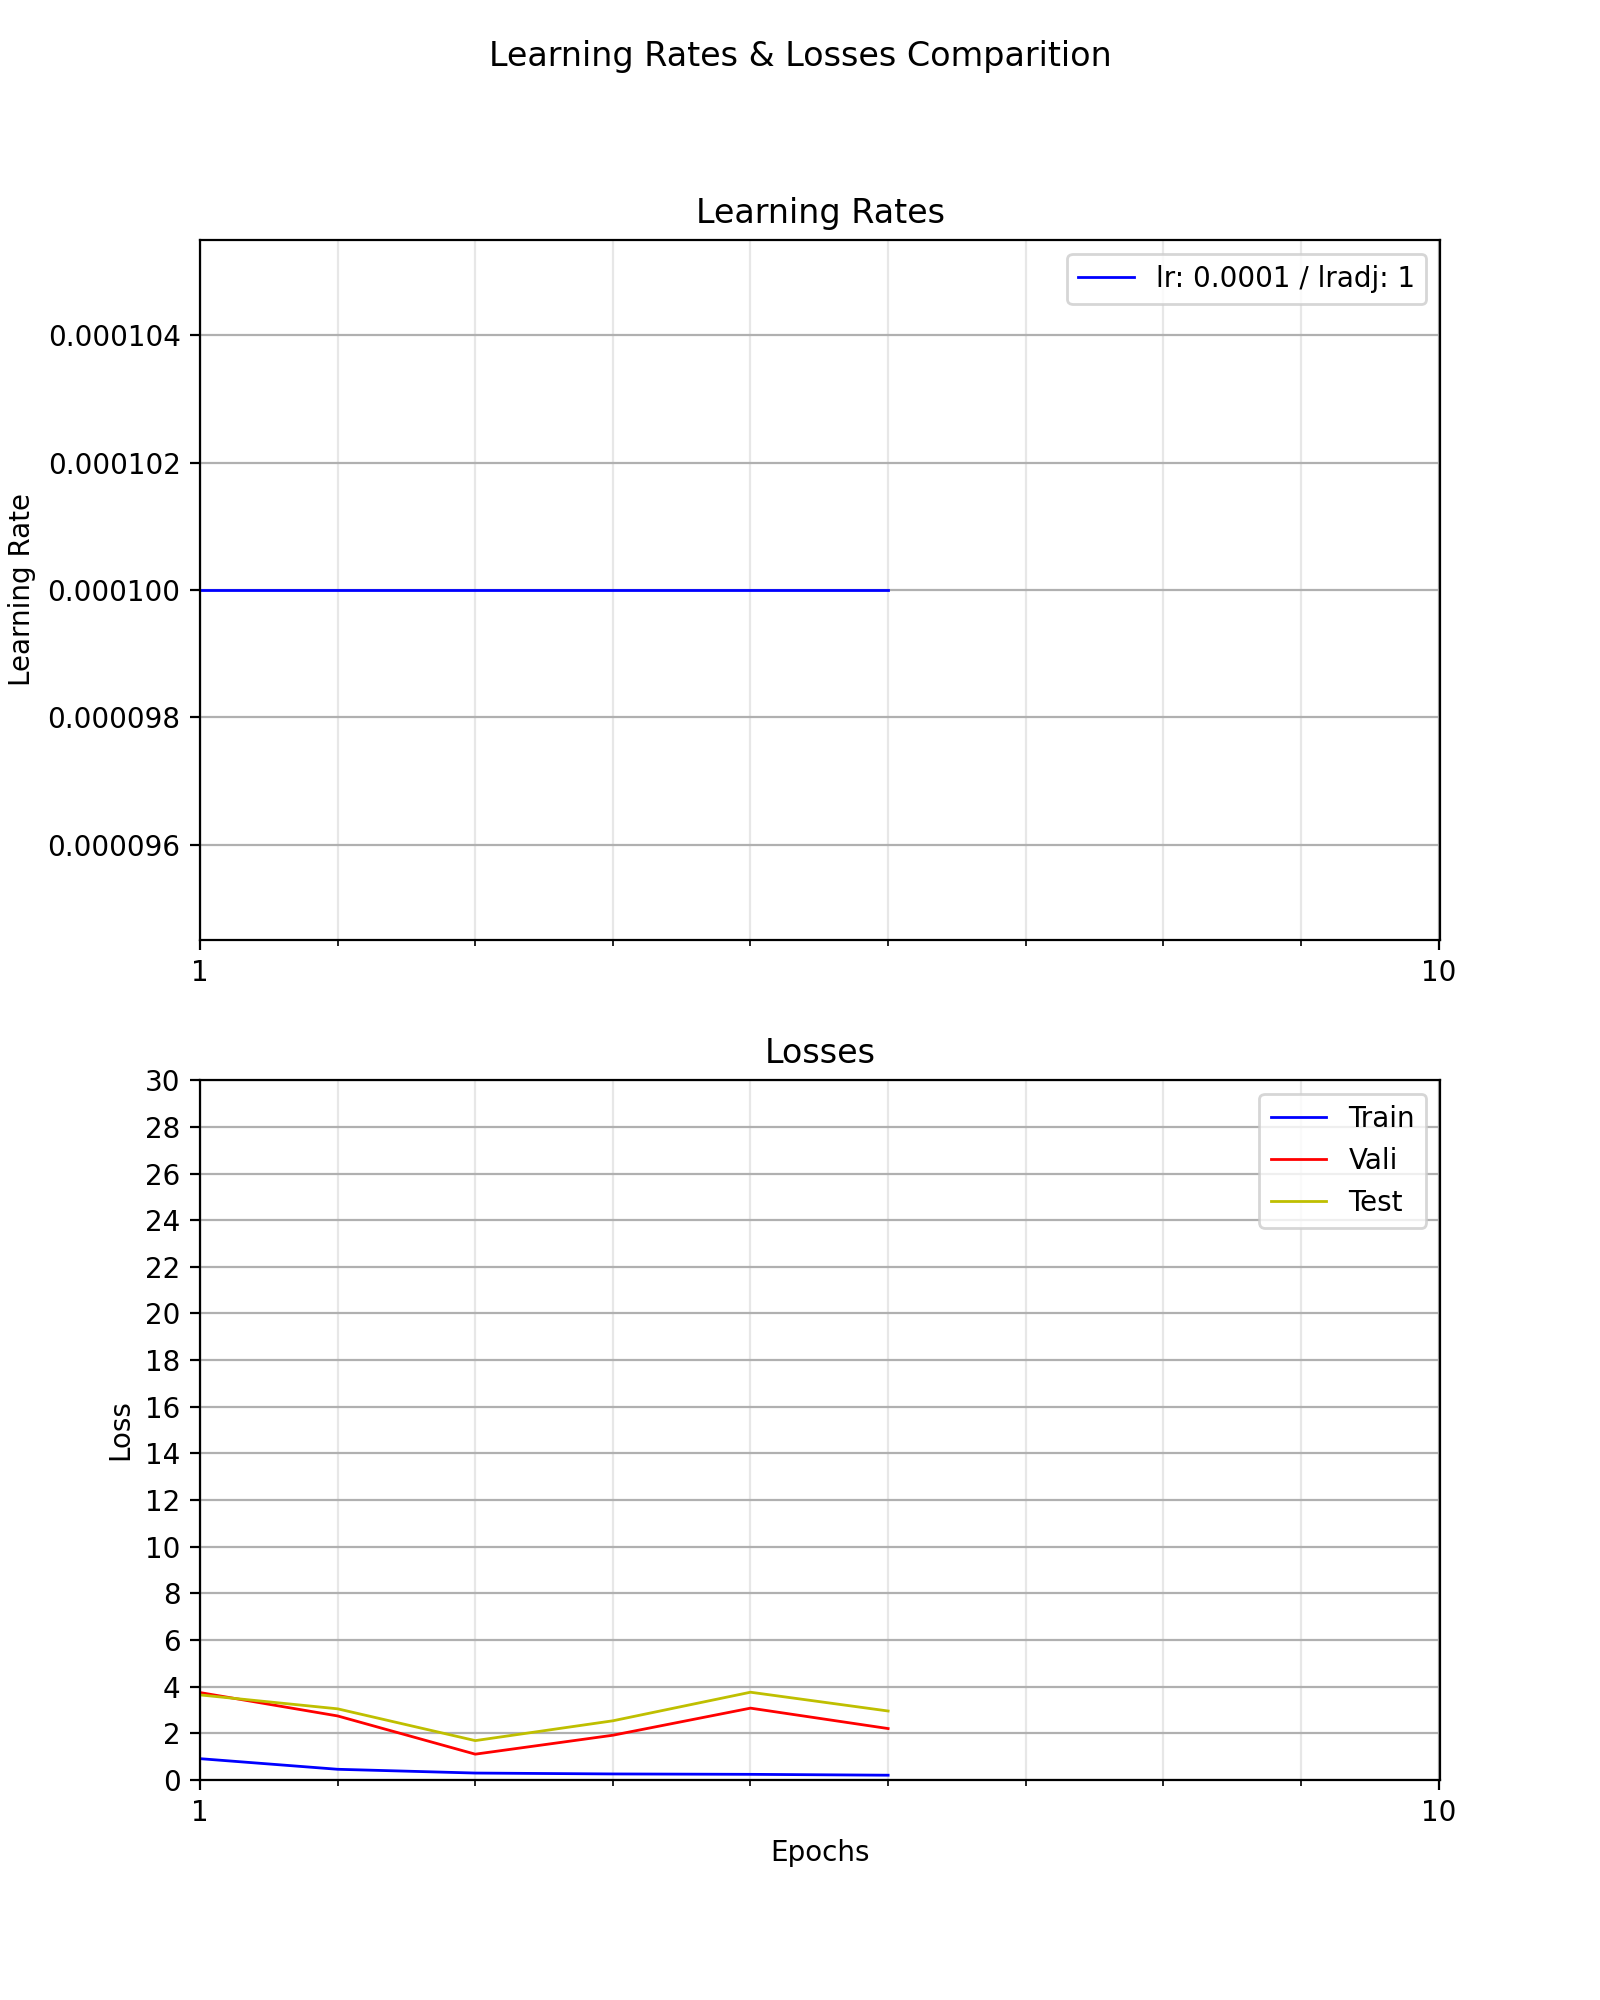 Learning Rates & Losses Comparition
Learning Rates
lr: 0.0001 / lradj: 1
0.000104
0.000102
0.000100
0.000098
0.000096
Learning Rate
1
10
Losses
Train
Vali
Test
30
28
26
24
22
20
18
16
14
12
10
8
6
4
2
0
Loss
1
10
Epochs